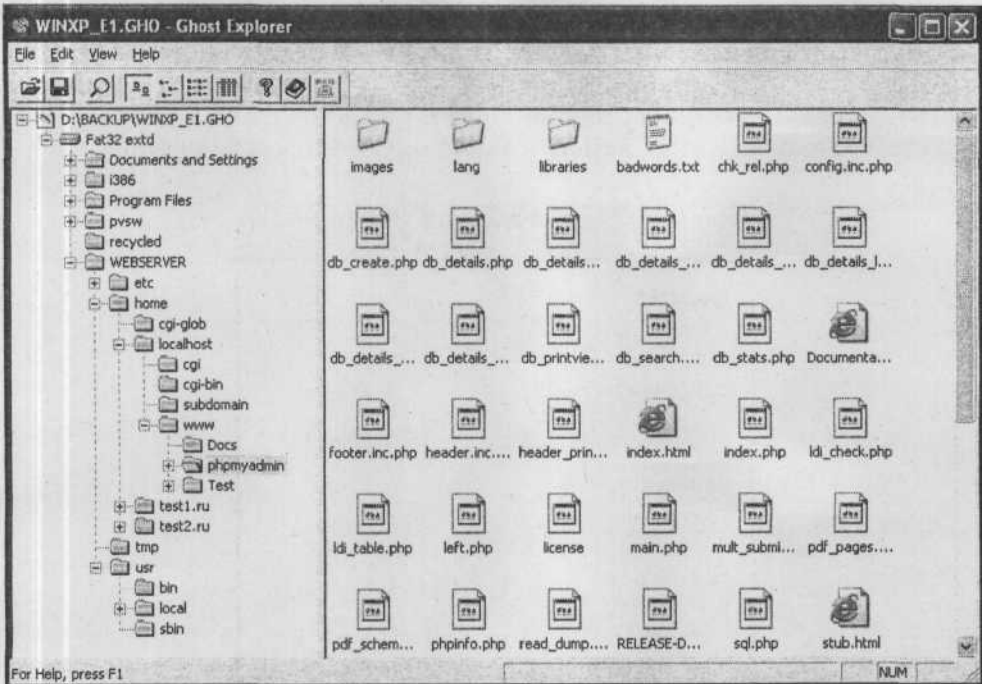 WINXP_E1.GHO - Ghost Explorer
File Edit View Help
D:\BACKUP\WINXP_E1.GHO
Fat32 extd
Documents and Settings
I386
Program Files
pvsw
recycled
WEBSERVER
etc
home
cgi-glob
localhost
cgi
cgi-bin
subdomain
www
Docs
phpmyadmin
Test
test1.ru
test2.ru
tmp
usr
bin
local
sbin
images lang libraries badwords.txt chk_rel.php config.inc.php
db_create.php db_details.php db_details... db_details_... db_details_... db_details_l...
db_details_... db_details_... db_printvie... db_search.... db_stats.php Documenta...
footer.inc.php header.inc.... header_prin... index.html index.php ldi_check.php
ldi_table.php left.php license main.php mult_submi... pdf_pages....
pdf_schem... phpinfo.php read_dump.... RELEASE-D... sql.php stub.html
For Help, press F1 NUM